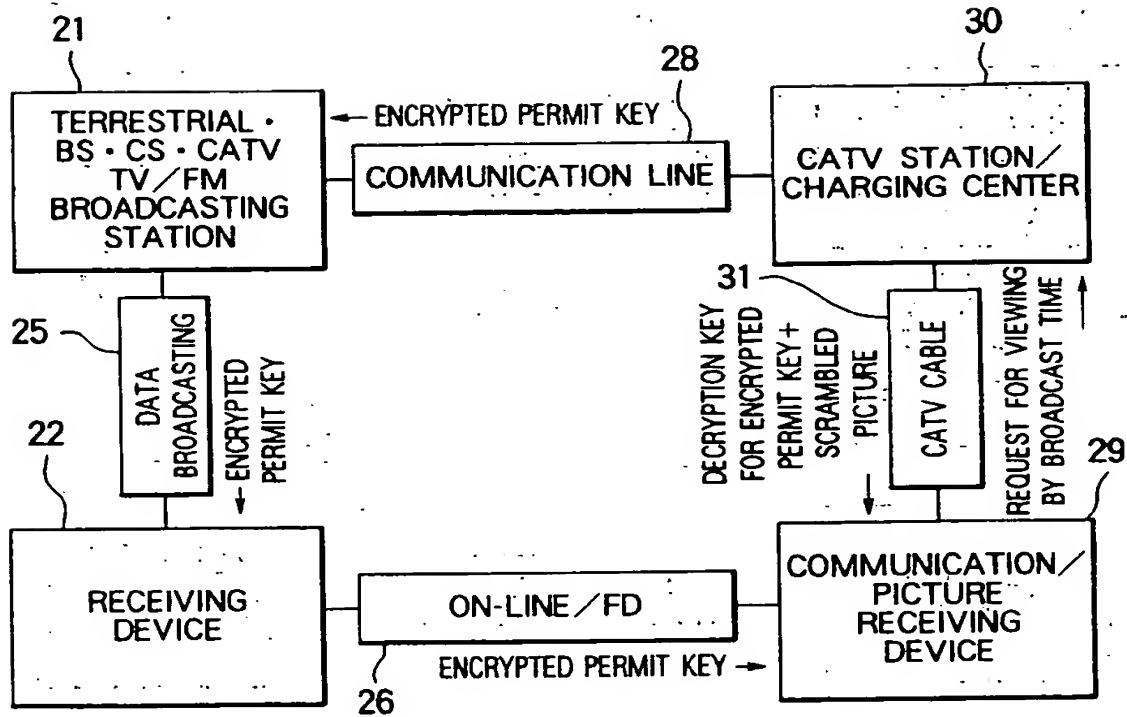 21
30
28
TERRESTRIAL・
BS・CS・CATV
TV/FM
BROADCASTING
STATION
← ENCRYPTED PERMIT KEY
COMMUNICATION LINE
CATV STATION/
CHARGING CENTER
25
DATA
BROADCASTING
ENCRYPTED
PERMIT KEY
31
DECRYPTION KEY
FOR ENCRYPTED
PERMIT KEY+
SCRAMBLED
PICTURE
CATV CABLE
REQUEST FOR VIEWING
BY BROADCAST TIME
22
29
RECEIVING
DEVICE
ON-LINE/FD
COMMUNICATION/
PICTURE
RECEIVING
DEVICE
26
ENCRYPTED PERMIT KEY →